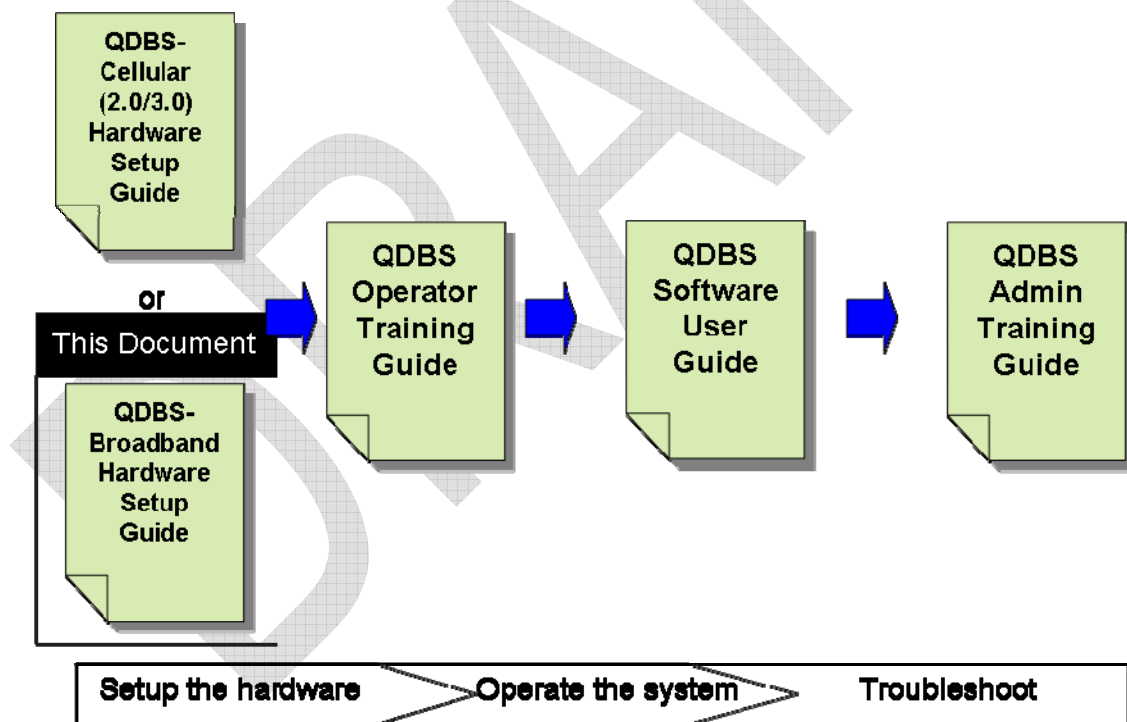 QDBS-
Cellular
(2.0/3.0)
Hardware
Setup
Guide
or
This Document
QDBS-
Broadband
Hardware
Setup
Guide
QDBS
Operator
Training
Guide
QDBS
Software
User
Guide
QDBS
Admin
Training
Guide
Setup the hardware
Operate the system
Troubleshoot